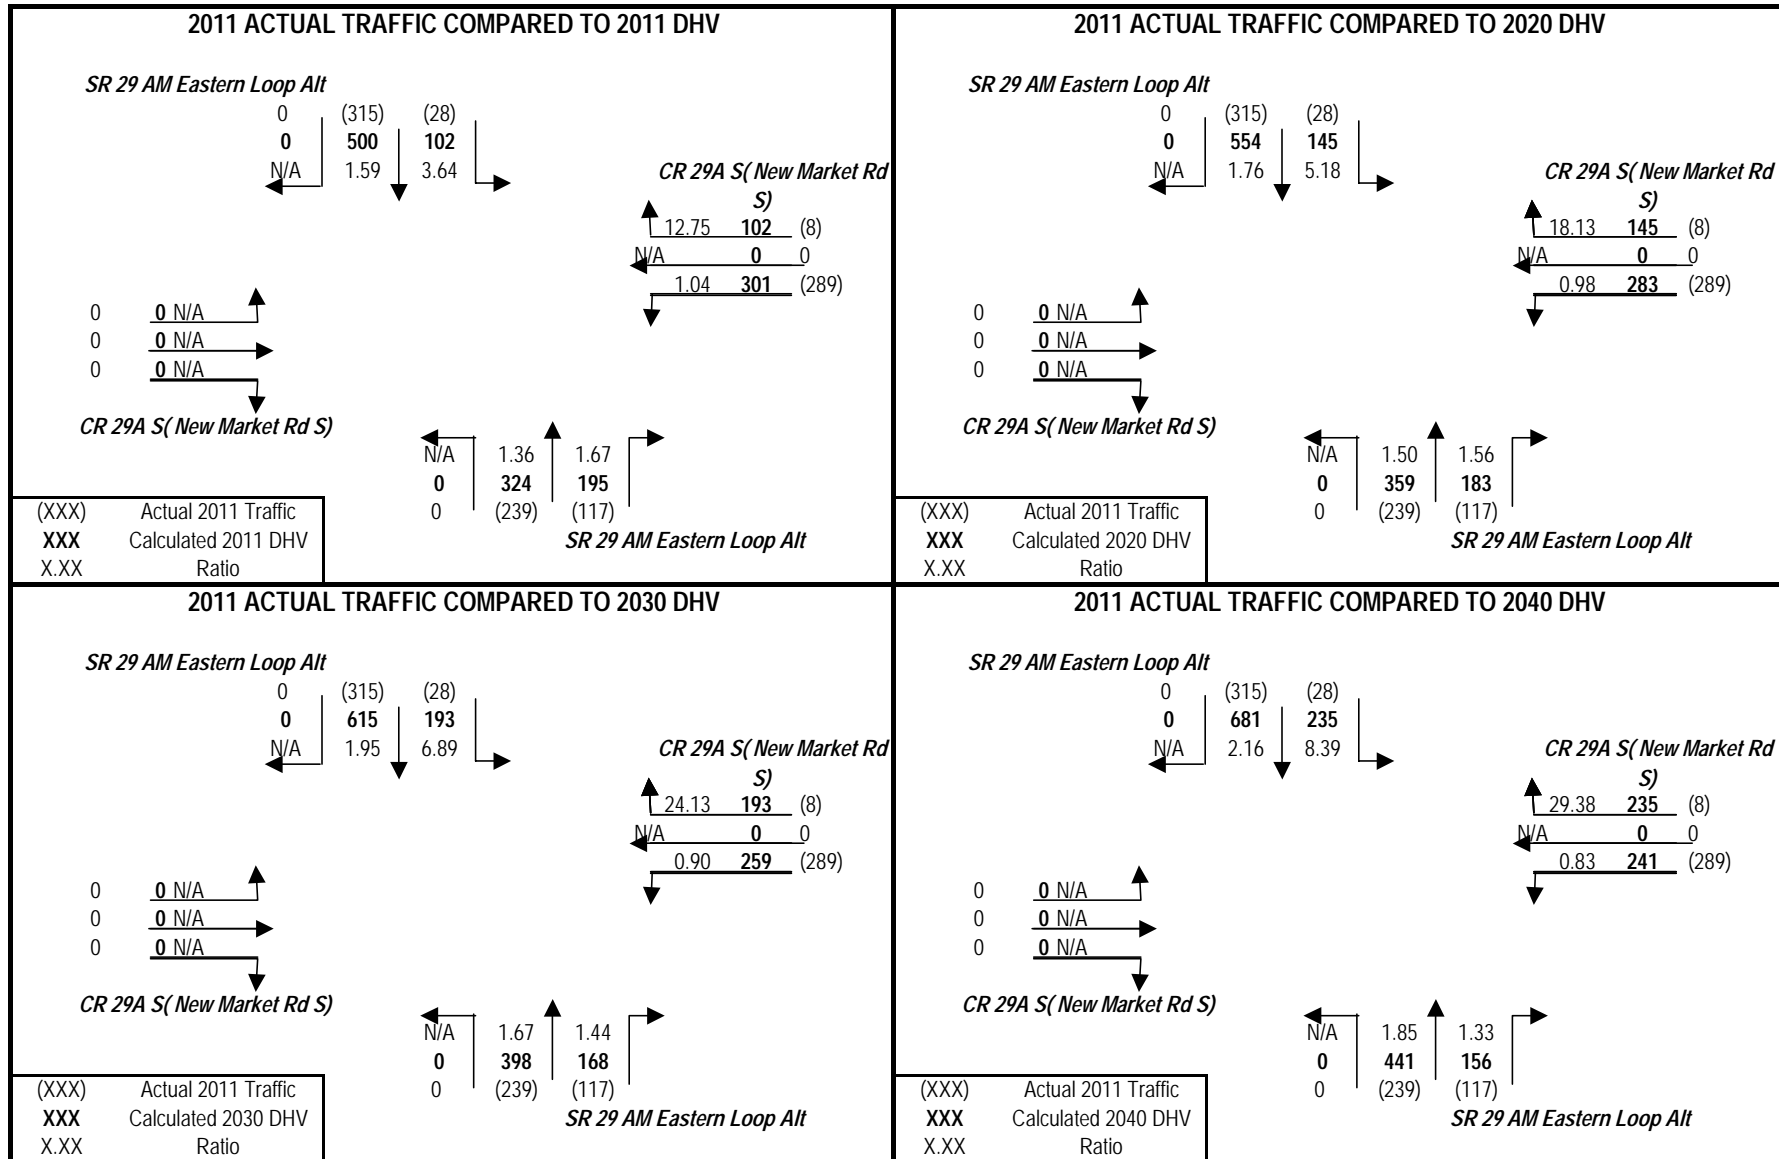 2011 ACTUAL TRAFFIC COMPARED TO 2011 DHV
SR 29 AM Eastern Loop Alt
0 (315) (28)
0 500 102
N/A 1.59 3.64
CR 29A S( New Market Rd
S)
12.75 102 (8)
N/A 0 0
1.04 301 (289)
0 0 N/A
0 0 N/A
0 0 N/A
CR 29A S( New Market Rd S)
N/A 1.36 1.67
0 324 195
0 (239) (117)
SR 29 AM Eastern Loop Alt
(XXX) Actual 2011 Traffic
XXX Calculated 2011 DHV
X.XX Ratio
2011 ACTUAL TRAFFIC COMPARED TO 2020 DHV
SR 29 AM Eastern Loop Alt
0 (315) (28)
0 554 145
N/A 1.76 5.18
CR 29A S( New Market Rd
S)
18.13 145 (8)
N/A 0 0
0.98 283 (289)
0 0 N/A
0 0 N/A
0 0 N/A
CR 29A S( New Market Rd S)
N/A 1.50 1.56
0 359 183
0 (239) (117)
SR 29 AM Eastern Loop Alt
(XXX) Actual 2011 Traffic
XXX Calculated 2020 DHV
X.XX Ratio
2011 ACTUAL TRAFFIC COMPARED TO 2030 DHV
SR 29 AM Eastern Loop Alt
0 (315) (28)
0 615 193
N/A 1.95 6.89
CR 29A S( New Market Rd
S)
24.13 193 (8)
N/A 0 0
0.90 259 (289)
0 0 N/A
0 0 N/A
0 0 N/A
CR 29A S( New Market Rd S)
N/A 1.67 1.44
0 398 168
0 (239) (117)
SR 29 AM Eastern Loop Alt
(XXX) Actual 2011 Traffic
XXX Calculated 2030 DHV
X.XX Ratio
2011 ACTUAL TRAFFIC COMPARED TO 2040 DHV
SR 29 AM Eastern Loop Alt
0 (315) (28)
0 681 235
N/A 2.16 8.39
CR 29A S( New Market Rd
S)
29.38 235 (8)
N/A 0 0
0.83 241 (289)
0 0 N/A
0 0 N/A
0 0 N/A
CR 29A S( New Market Rd S)
N/A 1.85 1.33
0 441 156
0 (239) (117)
SR 29 AM Eastern Loop Alt
(XXX) Actual 2011 Traffic
XXX Calculated 2040 DHV
X.XX Ratio